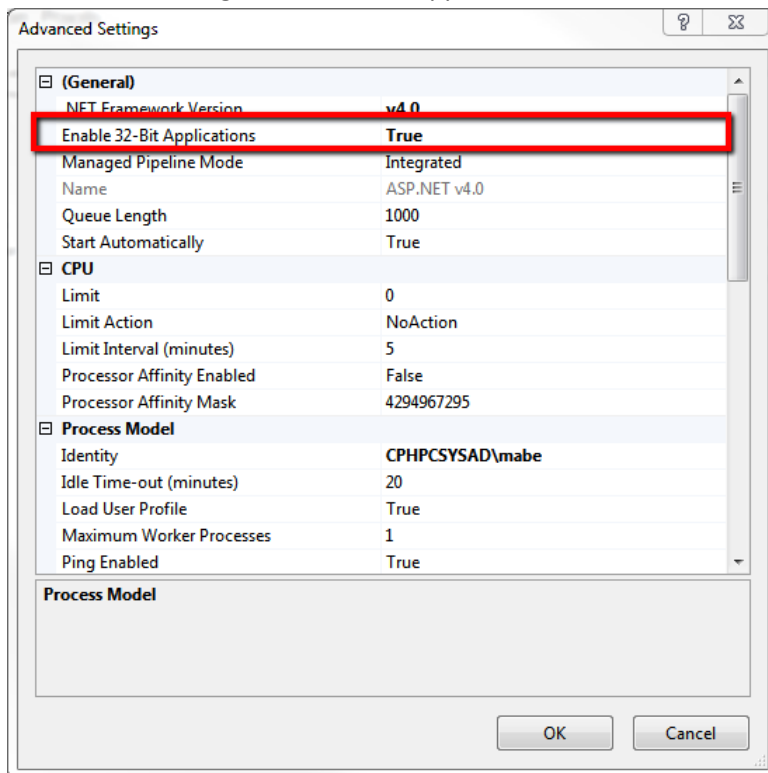 Advanced Settings
(General)
.NET Framework Version v4.0
Enable 32-Bit Applications True
Managed Pipeline Mode Integrated
Name ASP.NET v4.0
Queue Length 1000
Start Automatically True
CPU
Limit 0
Limit Action NoAction
Limit Interval (minutes) 5
Processor Affinity Enabled False
Processor Affinity Mask 4294967295
Process Model
Identity CPHPCSYSAD\mabe
Idle Time-out (minutes) 20
Load User Profile True
Maximum Worker Processes 1
Ping Enabled True
Process Model
OK Cancel